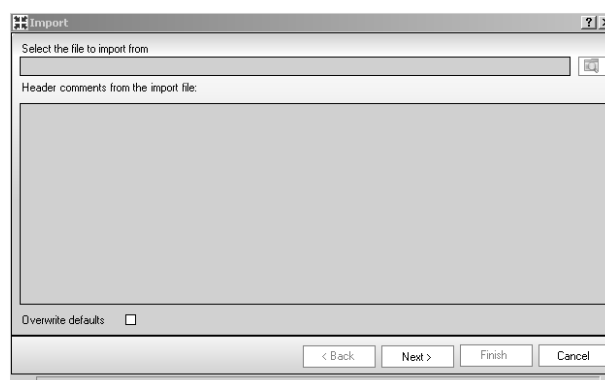 Import
Select the file to import from
Header comments from the import file:
Overwrite defaults
< Back Next > Finish Cancel